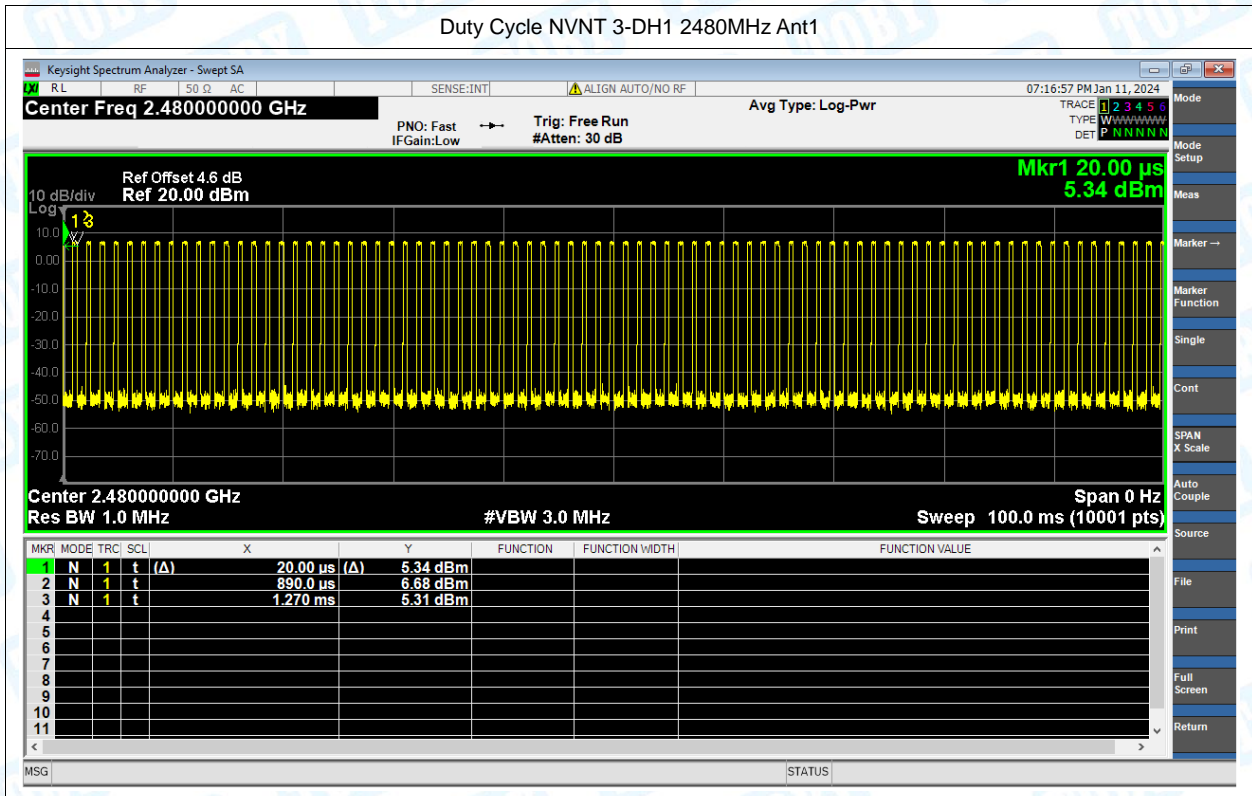 Duty Cycle NVNT 3-DH1 2480MHz Ant1
Keysight Spectrum Analyzer - Swept SA
LXI RL RF 50 Ω AC SENSE:INT ALIGN AUTO/NO RF 07:16:57 PM Jan 11, 2024
Center Freq 2.480000000 GHz
Avg Type: Log-Pwr
TRACE 1 2 3 4 5 6
TYPE WWWWWWW
DET P N N N N N
PNO: Fast Trig: Free Run
IFGain:Low #Atten: 30 dB
Mode
Mode Setup
Meas
Marker →
Marker Function
Single
Cont
SPAN X Scale
Auto Couple
Source
File
Print
Full Screen
Return
Mkr1 20.00 µs
5.34 dBm
Ref Offset 4.6 dB
10 dB/div Ref 20.00 dBm
Log
1 3
10.0
0.00
-10.0
-20.0
-30.0
-40.0
-50.0
-60.0
-70.0
Center 2.480000000 GHz Span 0 Hz
Res BW 1.0 MHz #VBW 3.0 MHz Sweep 100.0 ms (10001 pts)
MKR MODE TRC SCL X Y FUNCTION FUNCTION WIDTH FUNCTION VALUE
1 N 1 t (Δ) 20.00 µs (Δ) 5.34 dBm
2 N 1 t 890.0 µs 6.68 dBm
3 N 1 t 1.270 ms 5.31 dBm
4
5
6
7
8
9
10
11
MSG STATUS
TOBY